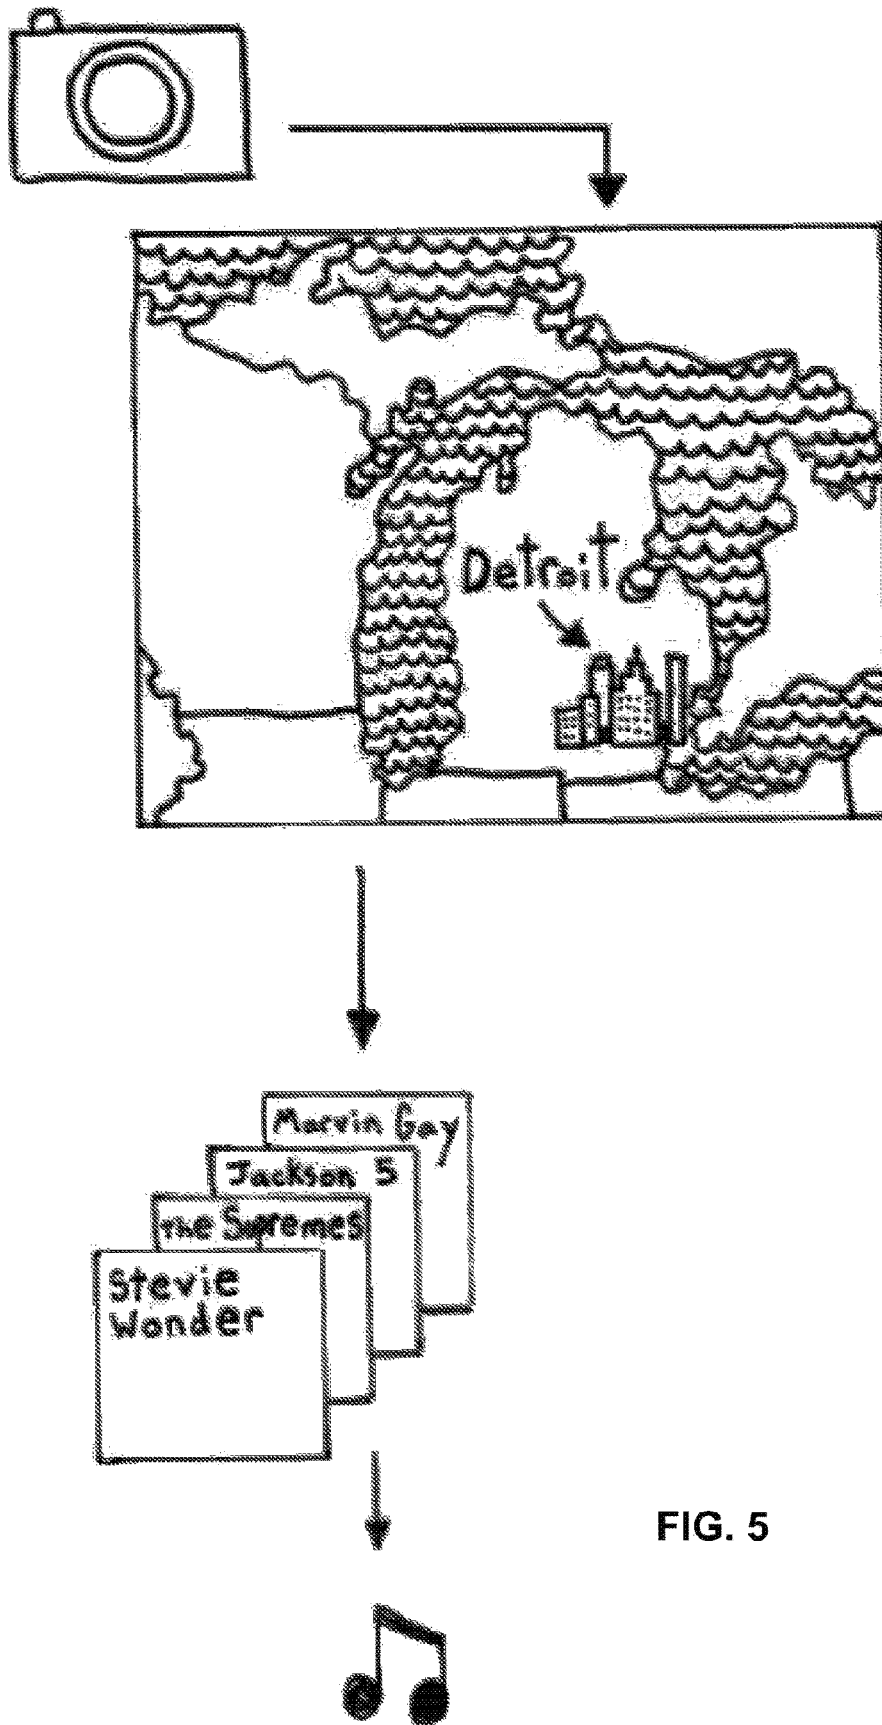 Detroit
Marvin Gay
Jackson 5
The Supremes
Stevie
Wonder
FIG. 5